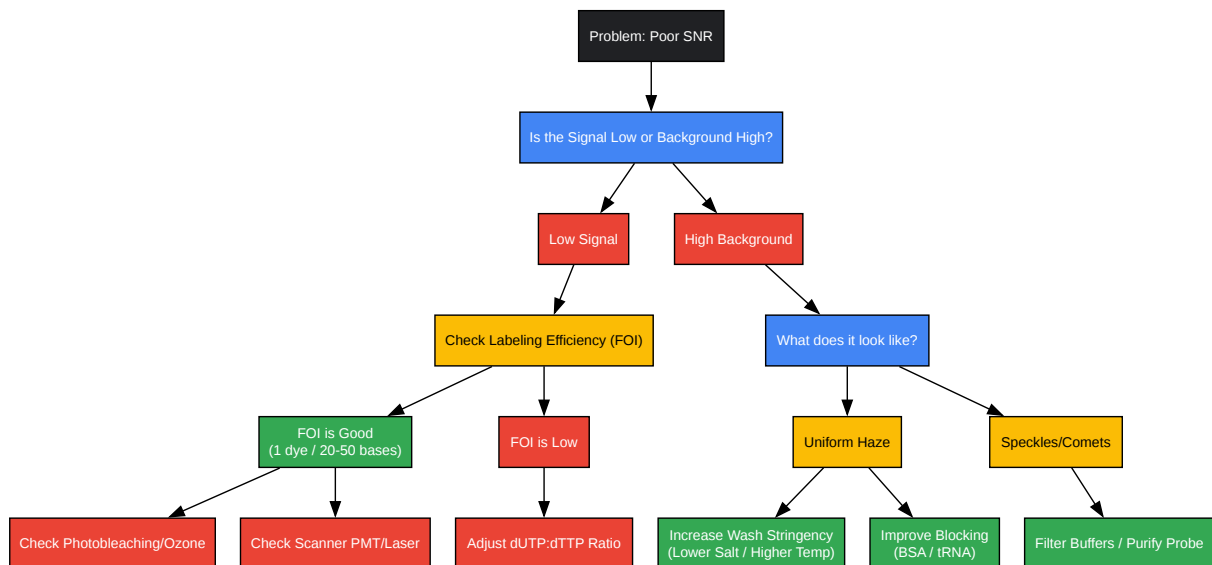 Problem: Poor SNR
Is the Signal Low or Background High?
Low Signal
High Background
Check Labeling Efficiency (FOI)
What does it look like?
FOI is Good
(1 dye / 20-50 bases)
FOI is Low
Uniform Haze
Speckles/Comets
Check Photobleaching/Ozone
Check Scanner PMT/Laser
Adjust dUTP:dTTP Ratio
Increase Wash Stringency
(Lower Salt / Higher Temp)
Improve Blocking
(BSA / tRNA)
Filter Buffers / Purify Probe